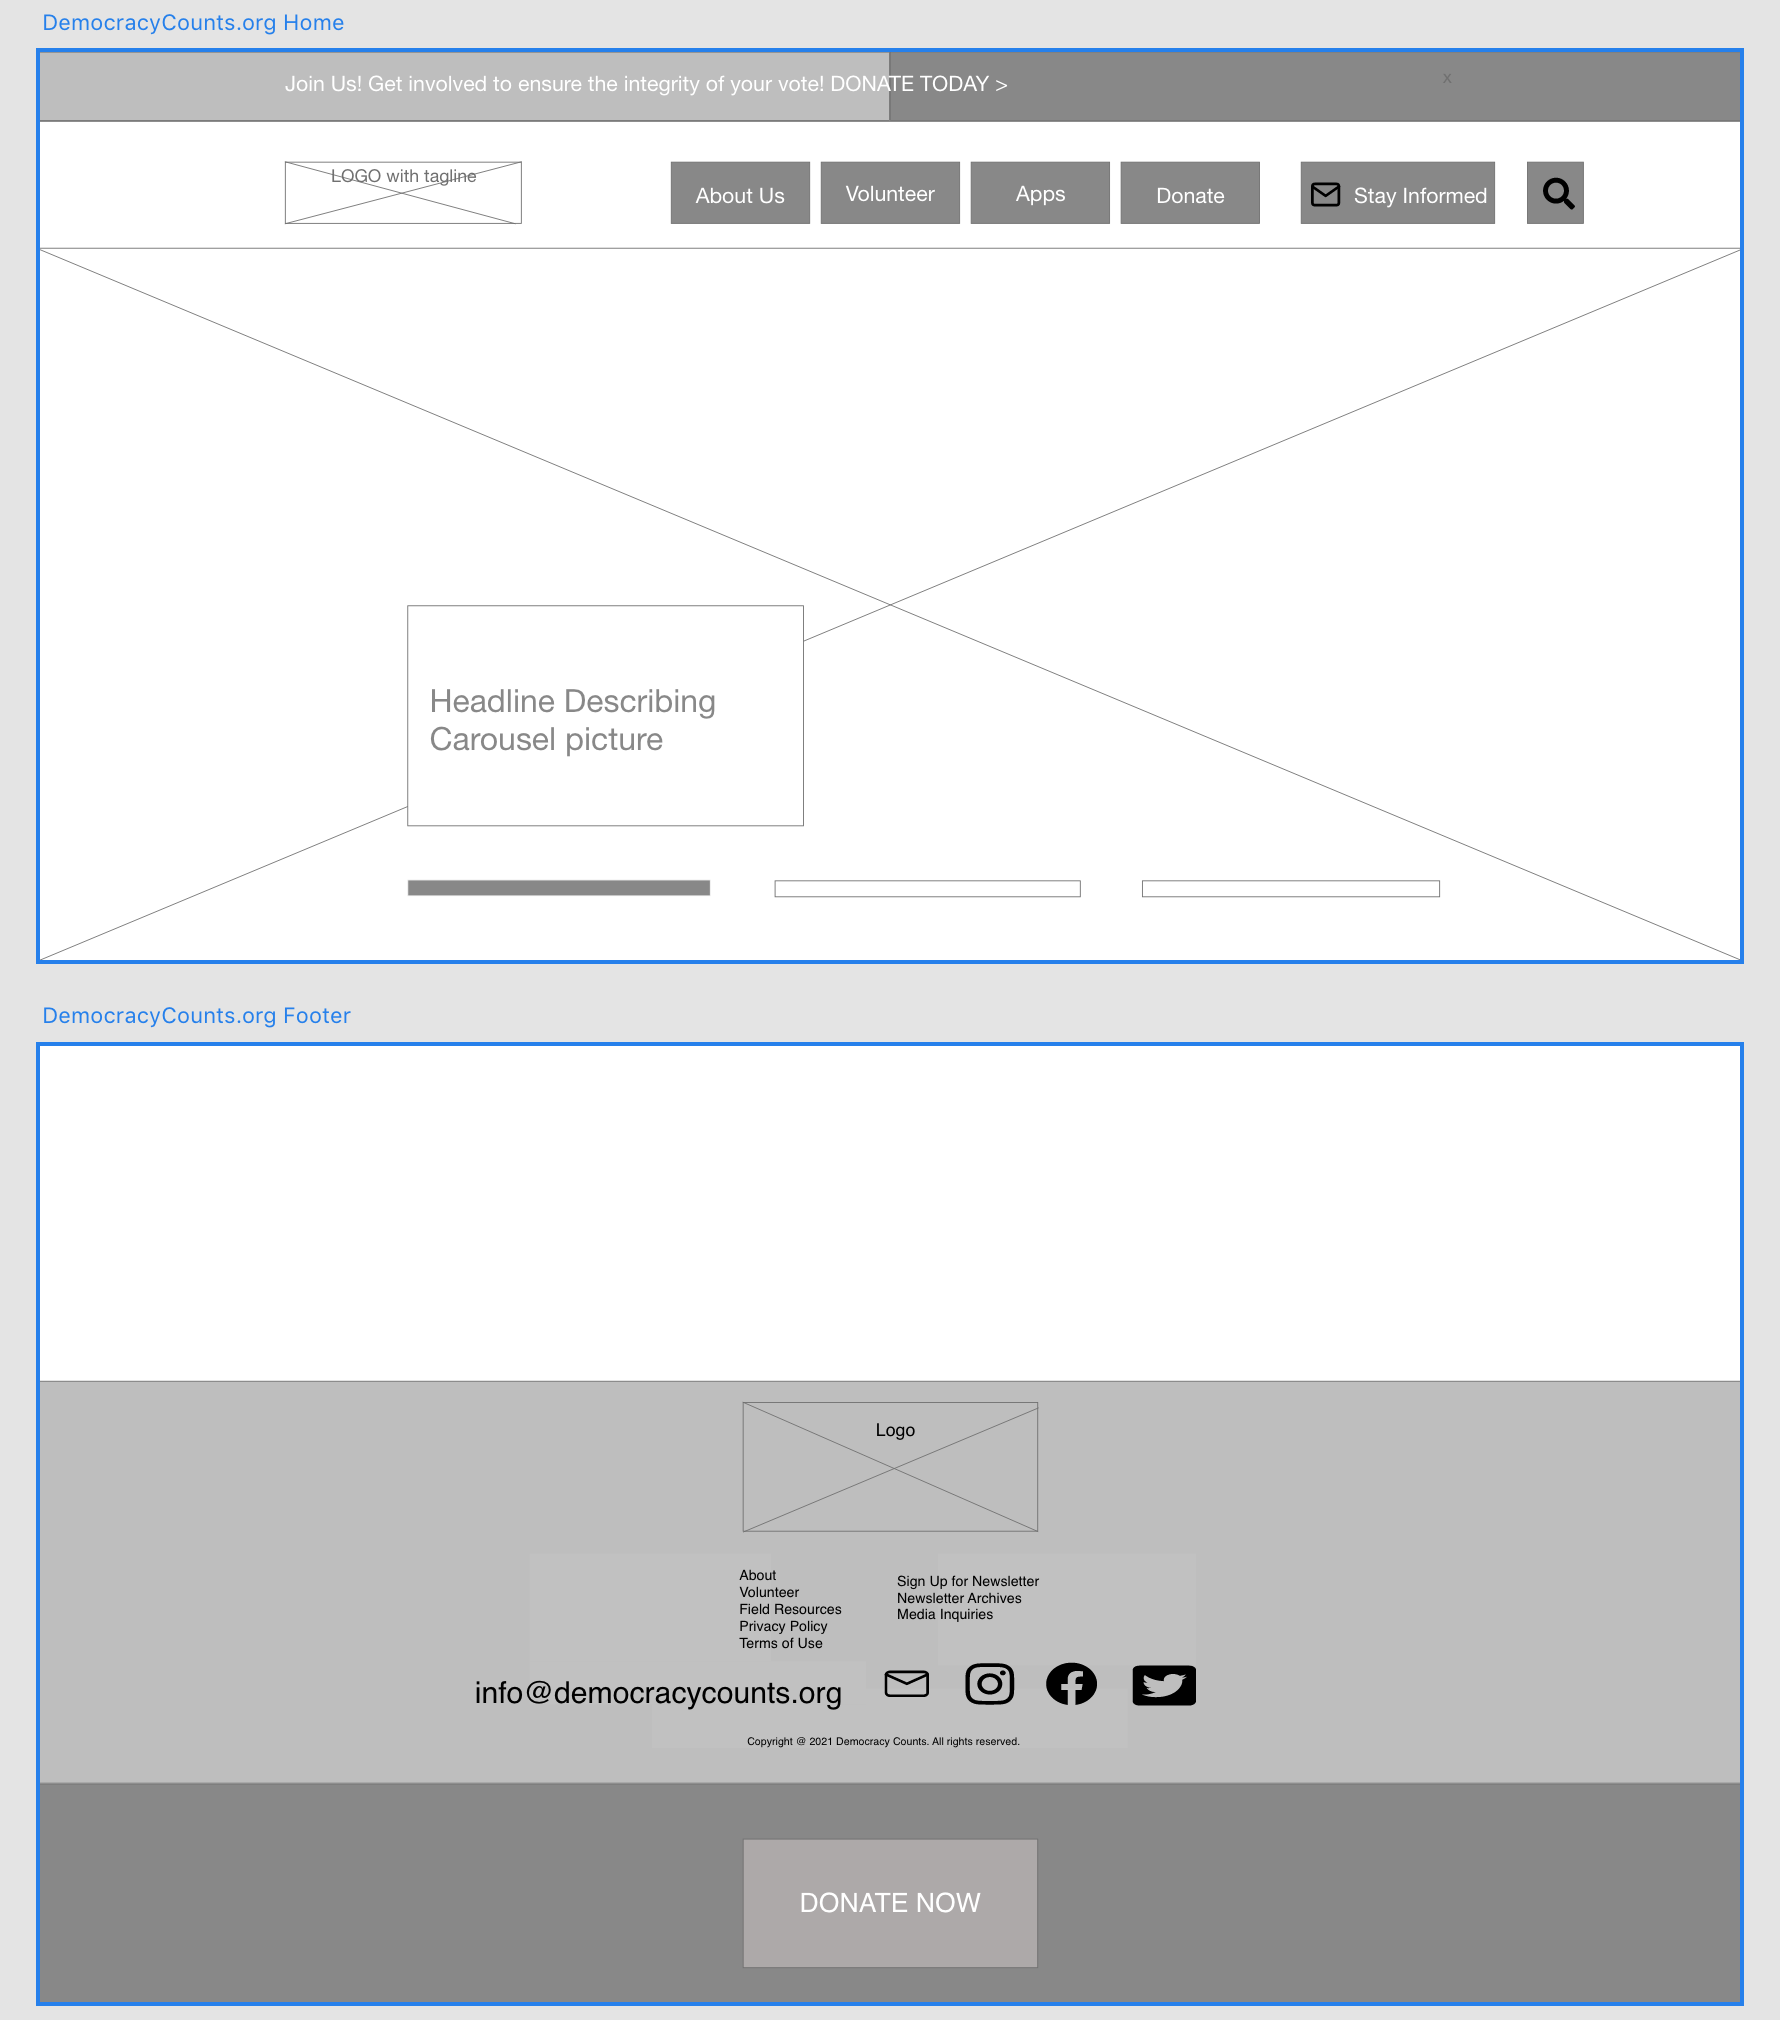 DemocracyCounts.org Home
Join Us! Get involved to ensure the integrity of your vote! DONATE TODAY >
x
LOGO with tagline
About Us
Volunteer
Apps
Donate
Stay Informed
Headline Describing
Carousel picture
DemocracyCounts.org Footer
Logo
About
Volunteer
Field Resources
Privacy Policy
Terms of Use
Sign Up for Newsletter
Newsletter Archives
Media Inquiries
info@democracycounts.org
Copyright @ 2021 Democracy Counts. All rights reserved.
DONATE NOW